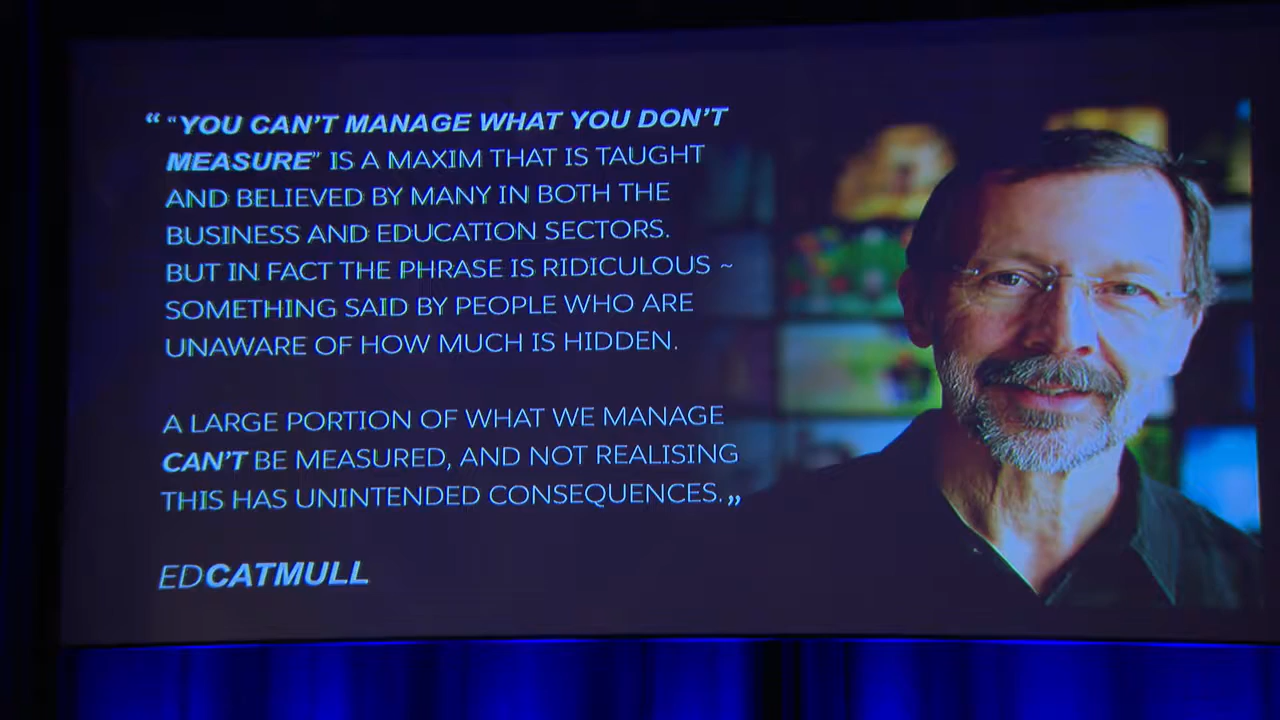 “ “YOU CAN’T MANAGE WHAT YOU DON’T
MEASURE” IS A MAXIM THAT IS TAUGHT
AND BELIEVED BY MANY IN BOTH THE
BUSINESS AND EDUCATION SECTORS.
BUT IN FACT THE PHRASE IS RIDICULOUS ~
SOMETHING SAID BY PEOPLE WHO ARE
UNAWARE OF HOW MUCH IS HIDDEN.
A LARGE PORTION OF WHAT WE MANAGE
CAN’T BE MEASURED, AND NOT REALISING
THIS HAS UNINTENDED CONSEQUENCES.„
EDCATMULL